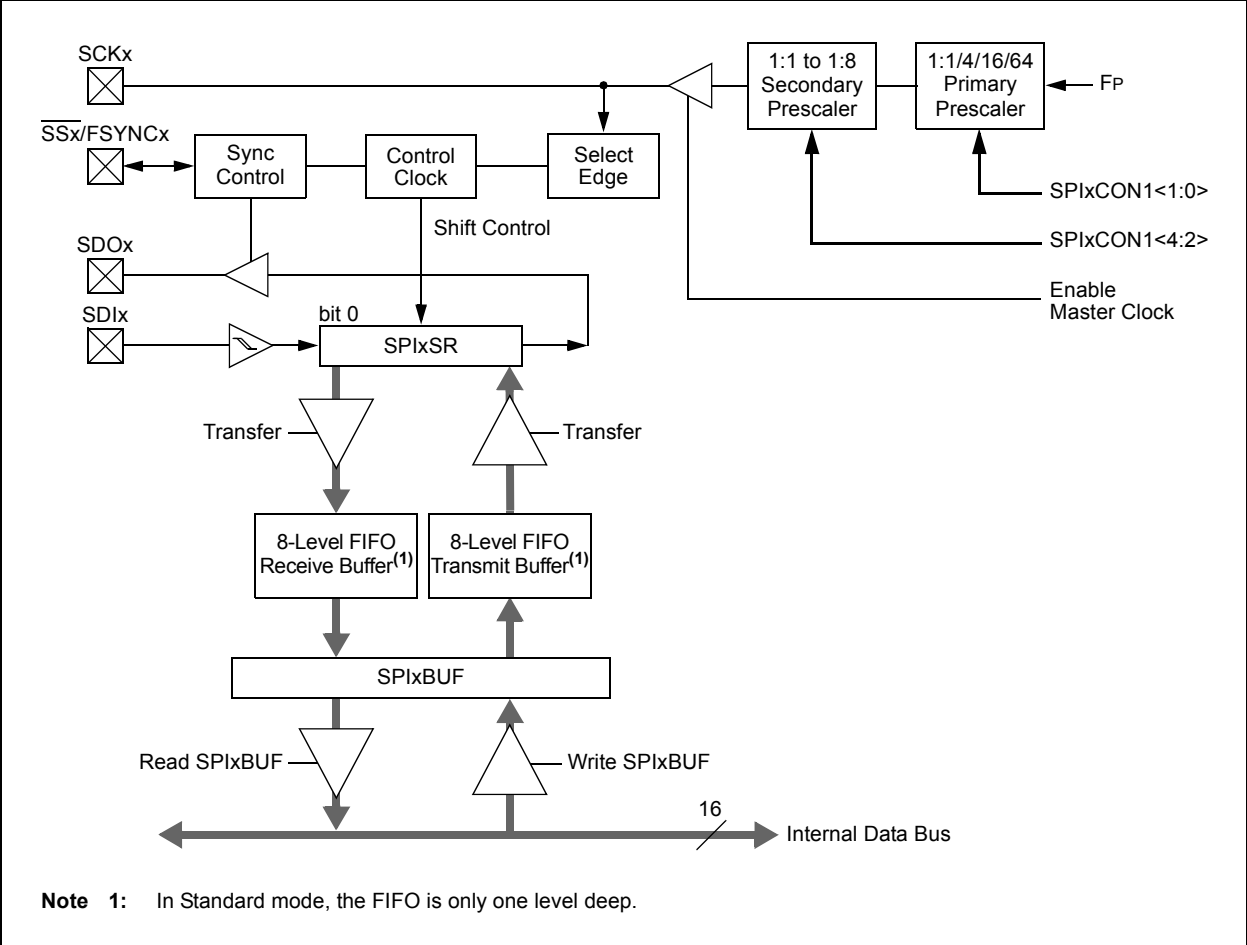 SCKx
1:1 to 1:8
Secondary
Prescaler
1:1/4/16/64
Primary
Prescaler
FP
SSx/FSYNCx
Sync
Control
Control
Clock
Select
Edge
SPIxCON1<1:0>
Shift Control
SPIxCON1<4:2>
SDOx
Enable
Master Clock
SDIx
bit 0
SPIxSR
Transfer
Transfer
8-Level FIFO
Receive Buffer(1)
8-Level FIFO
Transmit Buffer(1)
SPIxBUF
Read SPIxBUF
Write SPIxBUF
16
Internal Data Bus
Note 1: In Standard mode, the FIFO is only one level deep.